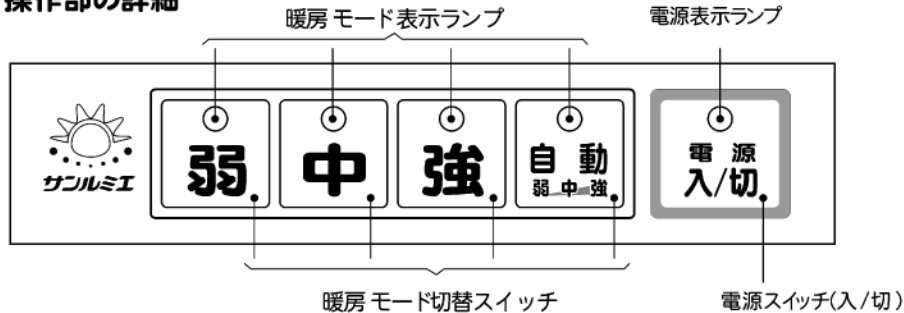 操作部の詳細
暖房モード表示ランプ
電源表示ランプ
サンルミエ
弱
中
強
自動
弱中強
電源
入/切
暖房モード切替スイッチ
電源スイッチ(入/切)